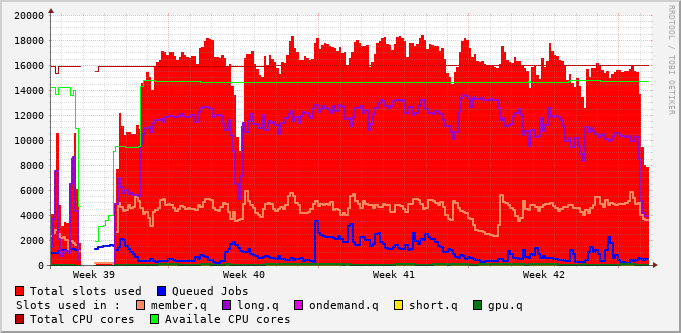 20000
18000
16000
14000
12000
10000
8000
6000
4000
2000
0
Week 39 Week 40 Week 41 Week 42
RRDTOOL / TOBI OETIKER
Total slots used Queued Jobs
Slots used in : member.q long.q ondemand.q short.q gpu.q
Total CPU cores Availale CPU cores